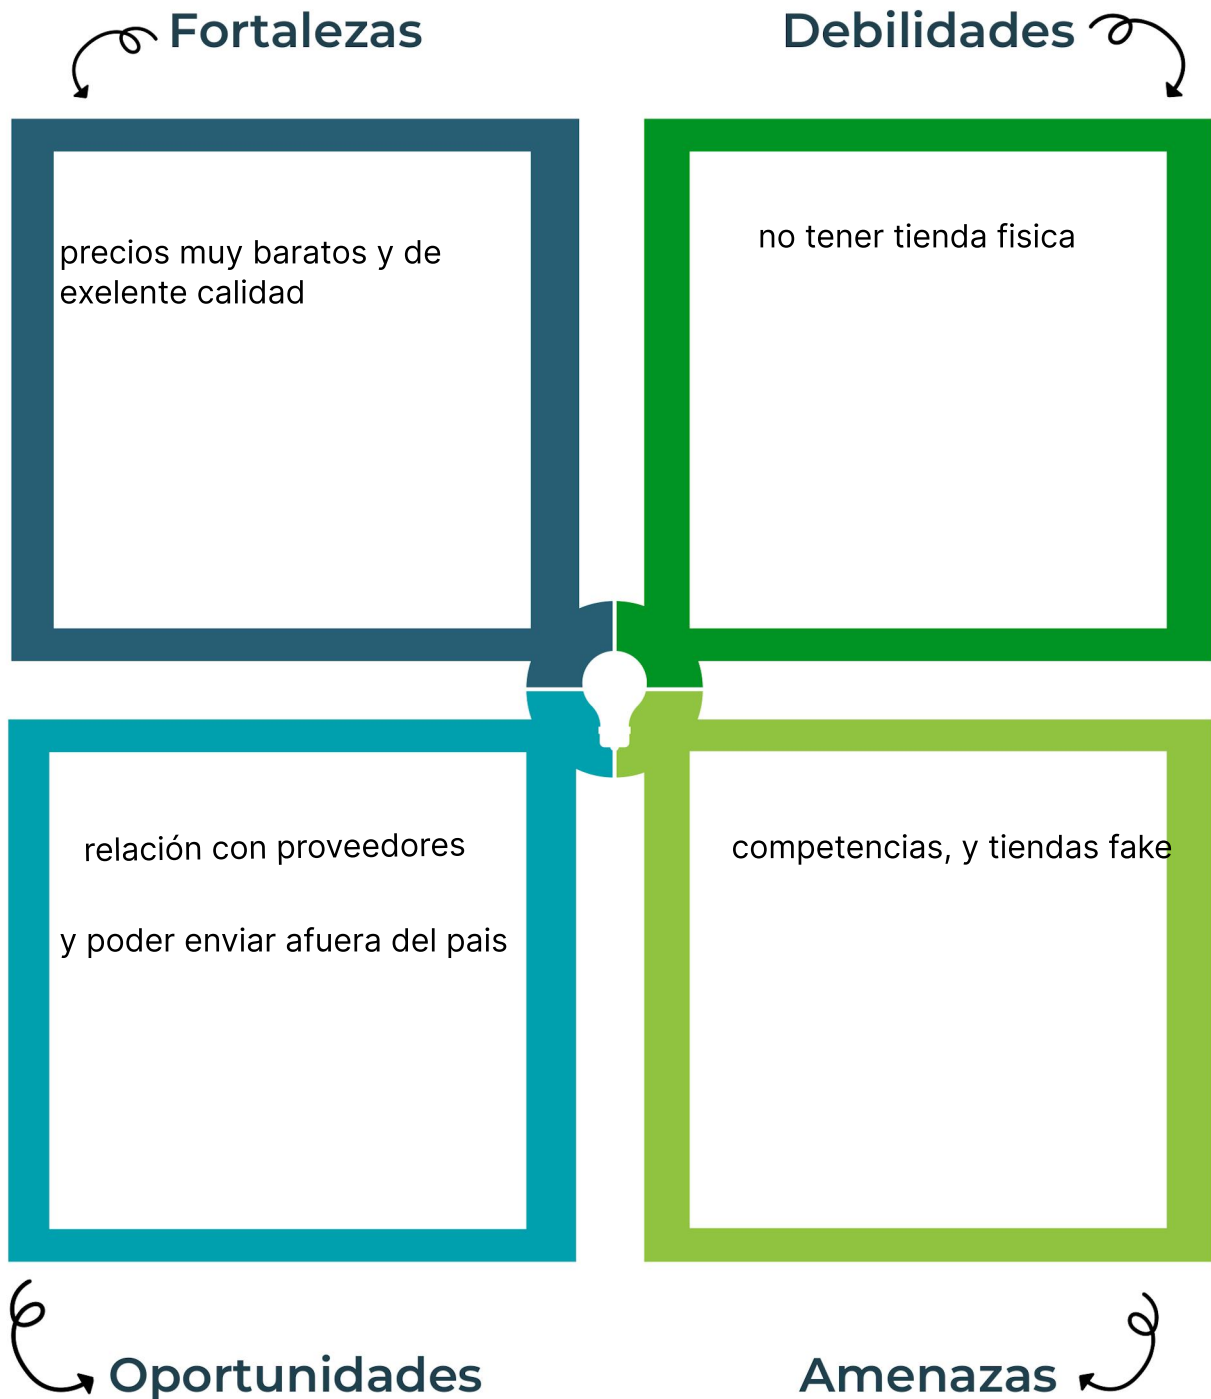 Fortalezas
Debilidades
precios muy baratos y de
exelente calidad
no tener tienda fisica
relación con proveedores
y poder enviar afuera del pais
competencias, y tiendas fake
Oportunidades
Amenazas